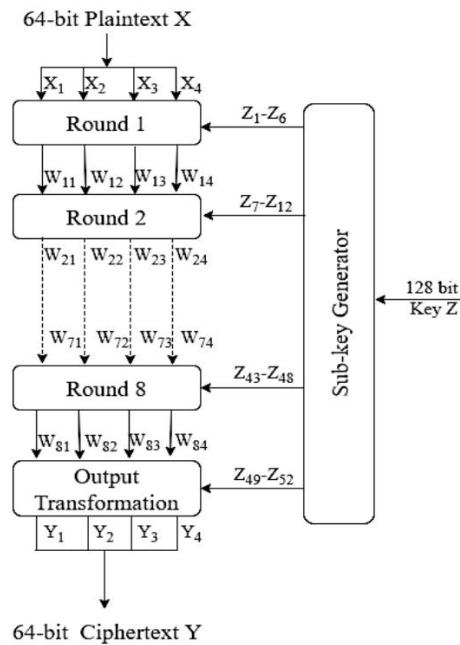 64-bit Plaintext X
X1 X2 X3 X4
Round 1
Z1-Z6
W11 W12 W13 W14
Round 2
Z7-Z12
W21 W22 W23 W24
Sub-key Generator
128 bit
Key Z
W71 W72 W73 W74
Round 8
Z43-Z48
W81 W82 W83 W84
Output
Transformation
Z49-Z52
Y1 Y2 Y3 Y4
64-bit Ciphertext Y